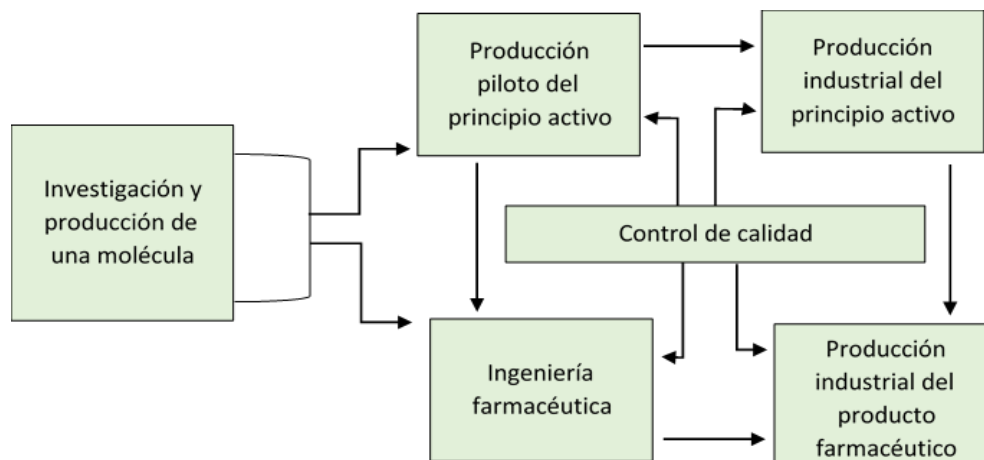 Investigación y
producción de
una molécula
Producción
piloto del
principio activo
Producción
industrial del
principio activo
Control de calidad
Ingeniería
farmacéutica
Producción
industrial del
producto
farmacéutico